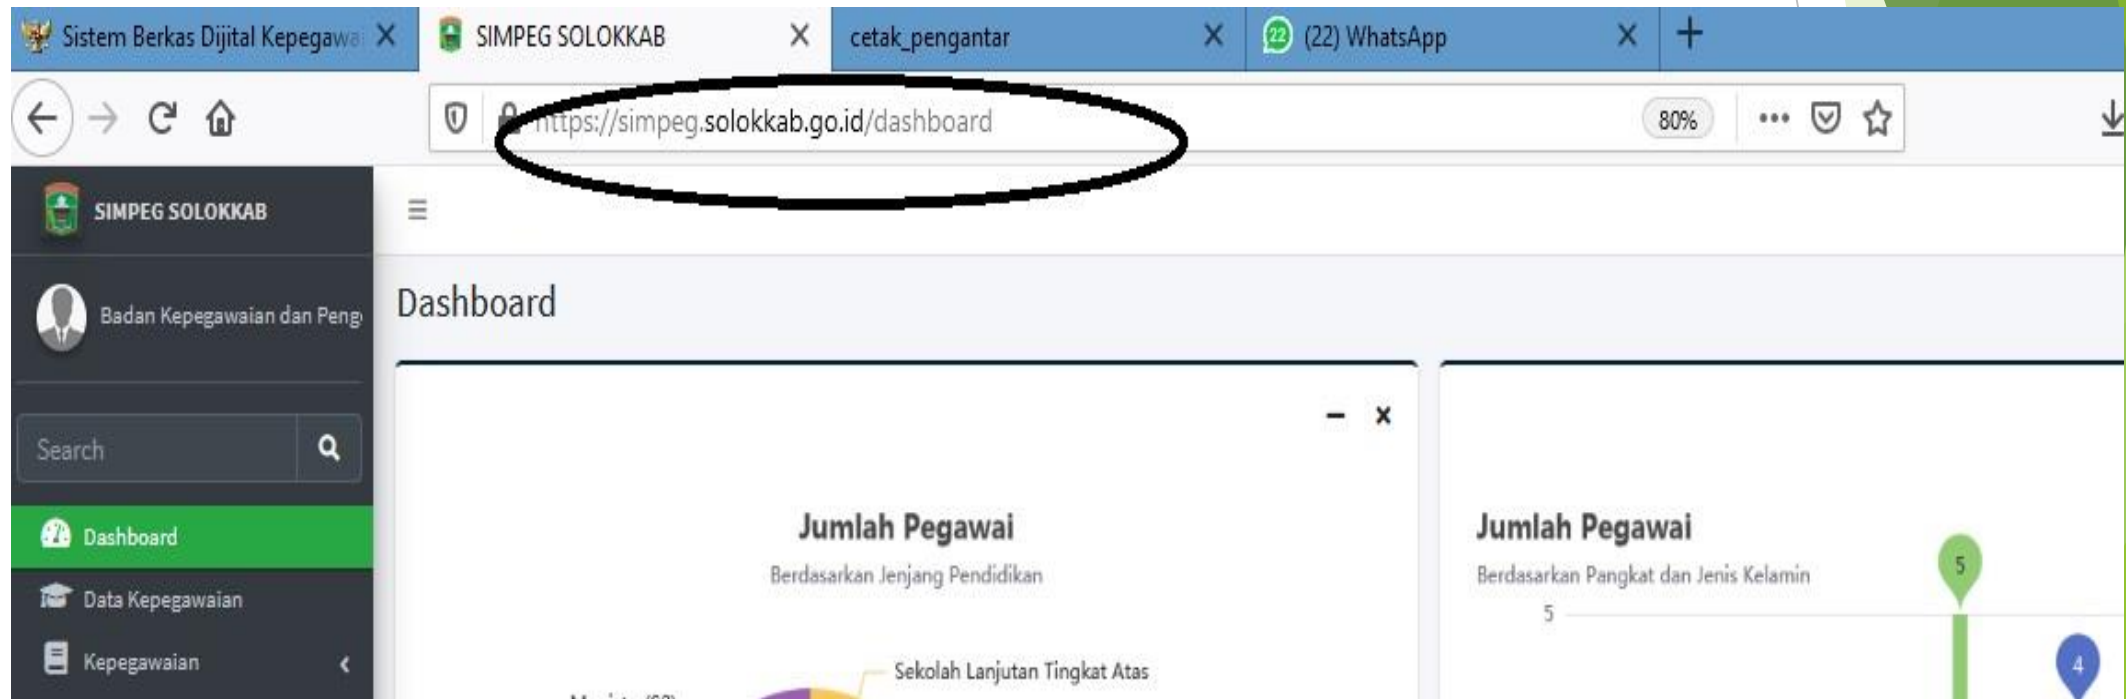 Sistem Berkas Dijital Kepegawai
SIMPEG SOLOKKAB
cetak_pengantar
22
(22) WhatsApp
https://simpeg.solokkab.go.id/dashboard
80%
SIMPEG SOLOKKAB
Badan Kepegawaian dan Peng
Dashboard
Search
Dashboard
Data Kepegawaian
Kepegawaian
Jumlah Pegawai
Berdasarkan Jenjang Pendidikan
Sekolah Lanjutan Tingkat Atas
Jumlah Pegawai
Berdasarkan Pangkat dan Jenis Kelamin
5
5
4